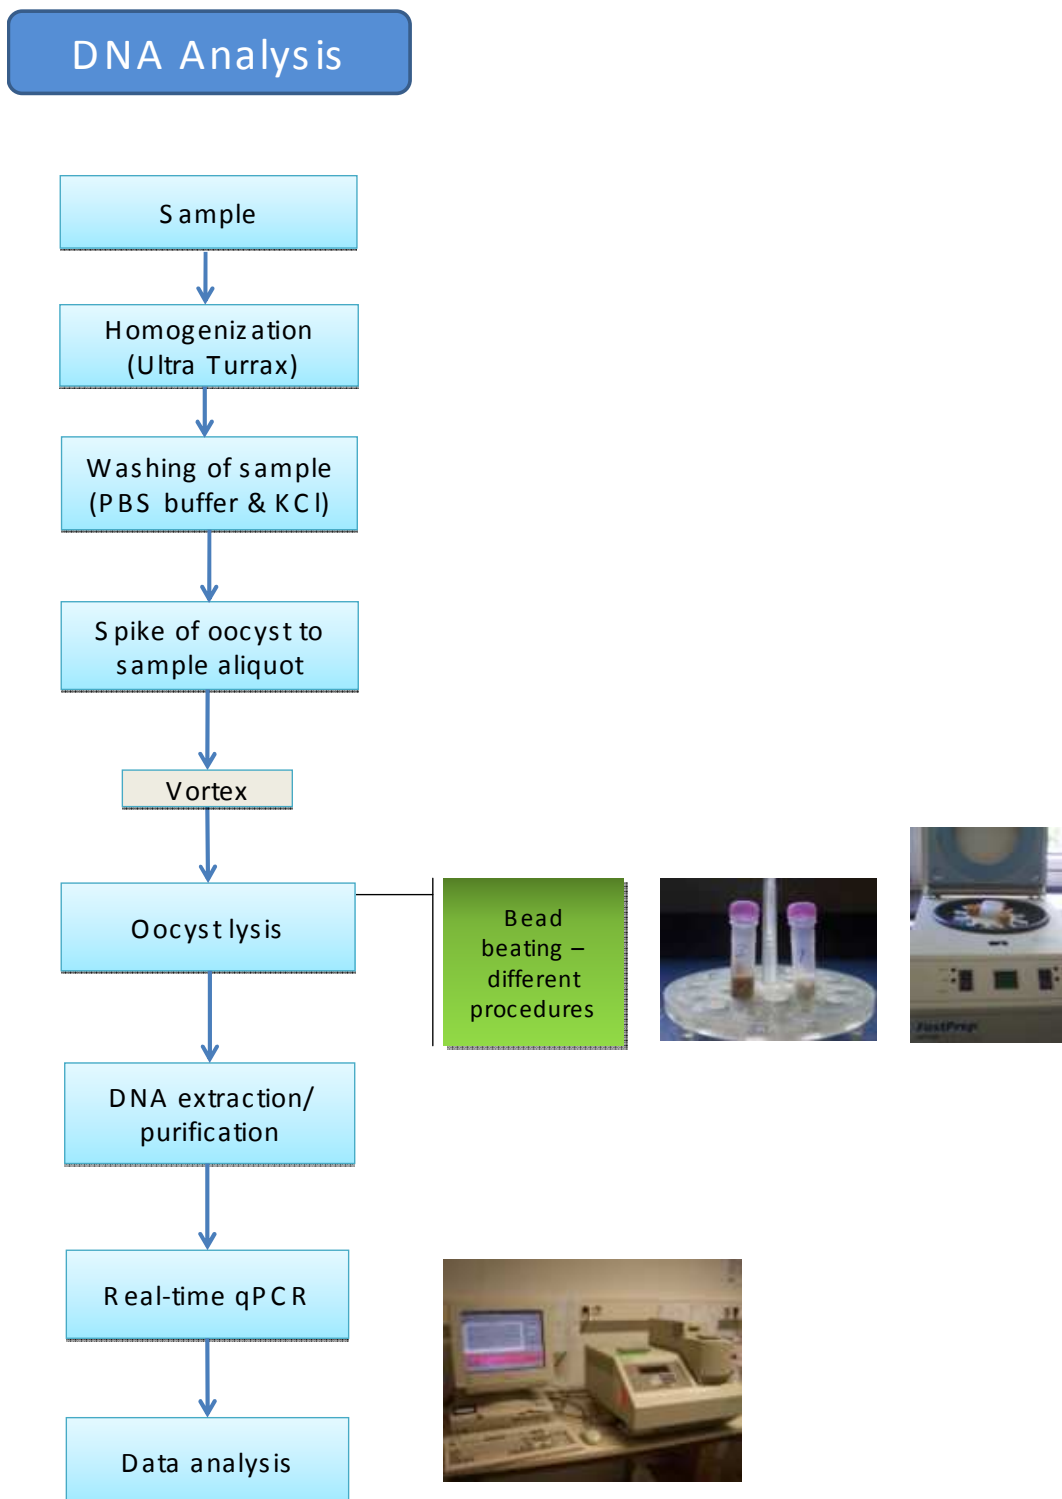 DNA Analysis
Sample
Homogenization
(Ultra Turrax)
Washing of sample
(PBS buffer & KCl)
Spike of oocyst to
sample aliquot
Vortex
Oocyst lysis
Bead
beating –
different
procedures
JustPrep
DNA extraction/
purification
Real-time qPCR
Data analysis